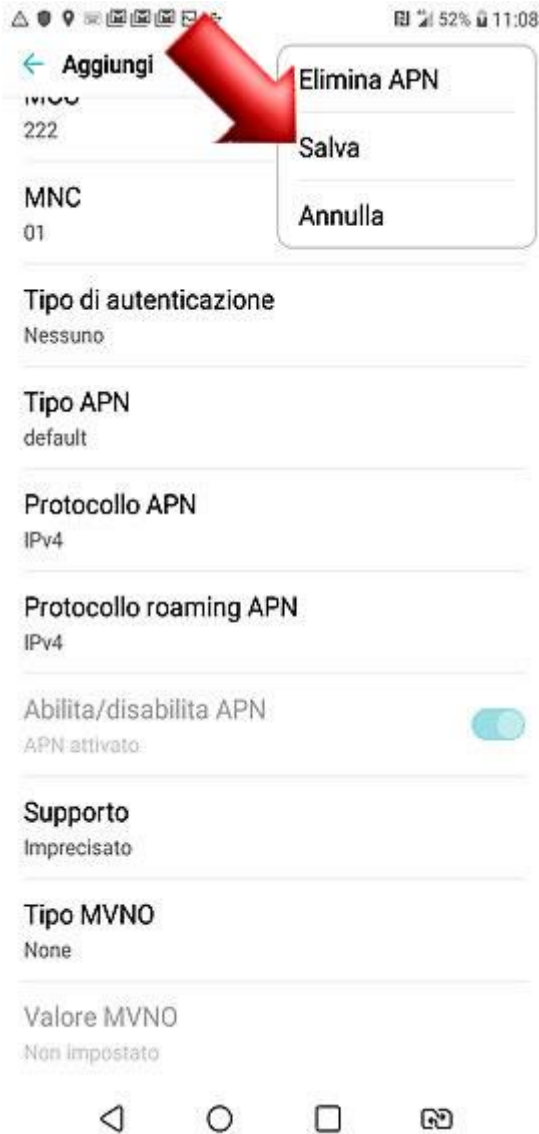 52% 11:08
Aggiungi
Elimina APN
Salva
Annulla
MCC
222
MNC
01
Tipo di autenticazione
Nessuno
Tipo APN
default
Protocollo APN
IPv4
Protocollo roaming APN
IPv4
Abilita/disabilita APN
APN attivato
Supporto
Imprecisato
Tipo MVNO
None
Valore MVNO
Non impostato